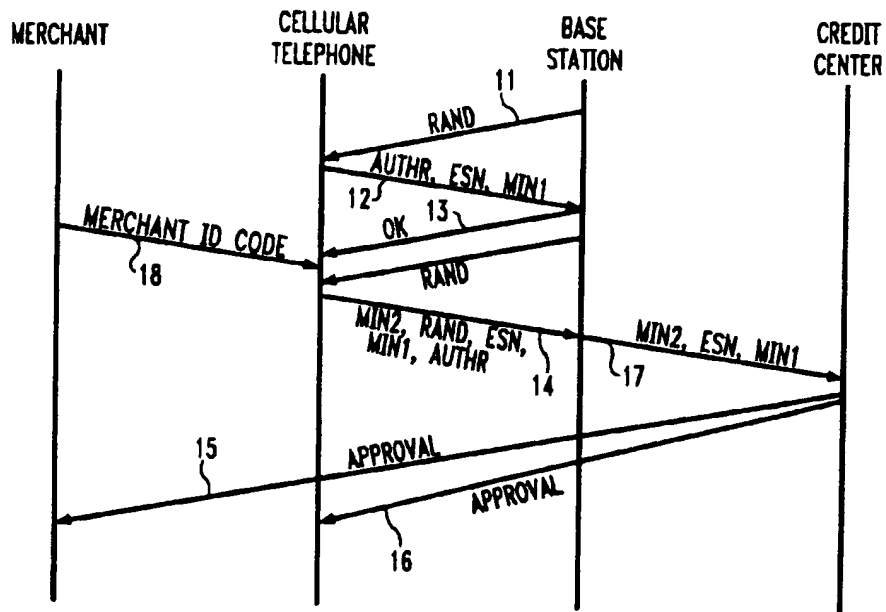 MERCHANT
CELLULAR
TELEPHONE
BASE
STATION
CREDIT
CENTER
11
RAND
AUTHR, ESN, MIN1
12
13
OK
MERCHANT ID CODE
18
RAND
MIN2, RAND, ESN,
MIN1, AUTHR
14
MIN2, ESN, MIN1
17
15
APPROVAL
APPROVAL
16